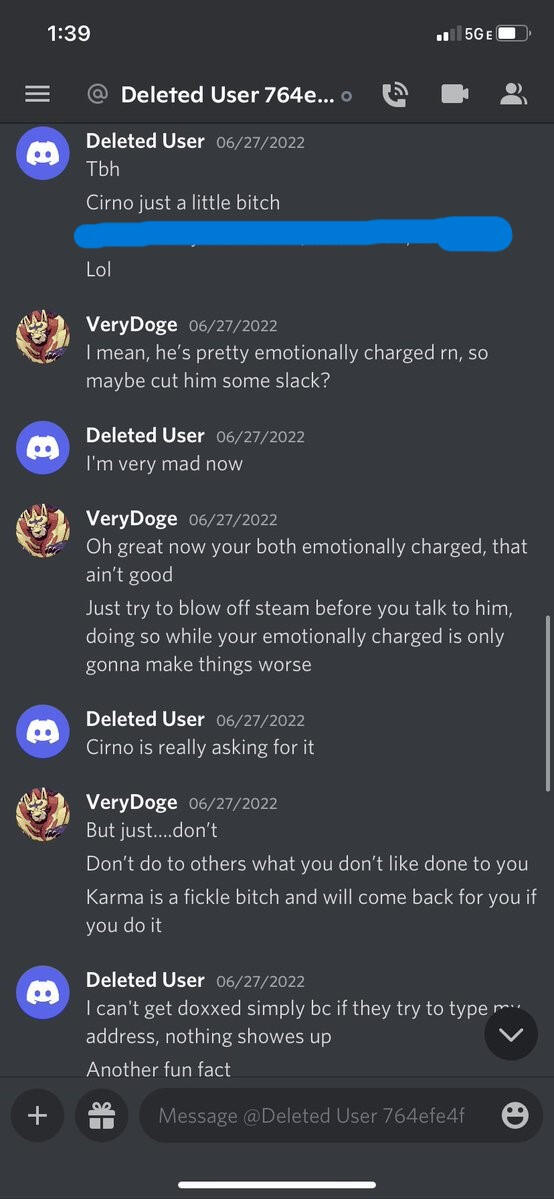 1:39
5GE
@ Deleted User 764e...
Deleted User 06/27/2022
Tbh
Cirno just a little bitch
Lol
VeryDoge 06/27/2022
I mean, he's pretty emotionally charged rn, so
maybe cut him some slack?
Deleted User 06/27/2022
I'm very mad now
VeryDoge 06/27/2022
Oh great now your both emotionally charged, that
ain't good
Just try to blow off steam before you talk to him,
doing so while your emotionally charged is only
gonna make things worse
Deleted User 06/27/2022
Cirno is really asking for it
VeryDoge 06/27/2022
But just....don't
Don't do to others what you don't like done to you
Karma is a fickle bitch and will come back for you if
you do it
Deleted User 06/27/2022
I can't get doxxed simply bc if they try to type my
address, nothing showes up
Another fun fact
Message @Deleted User 764efe4f